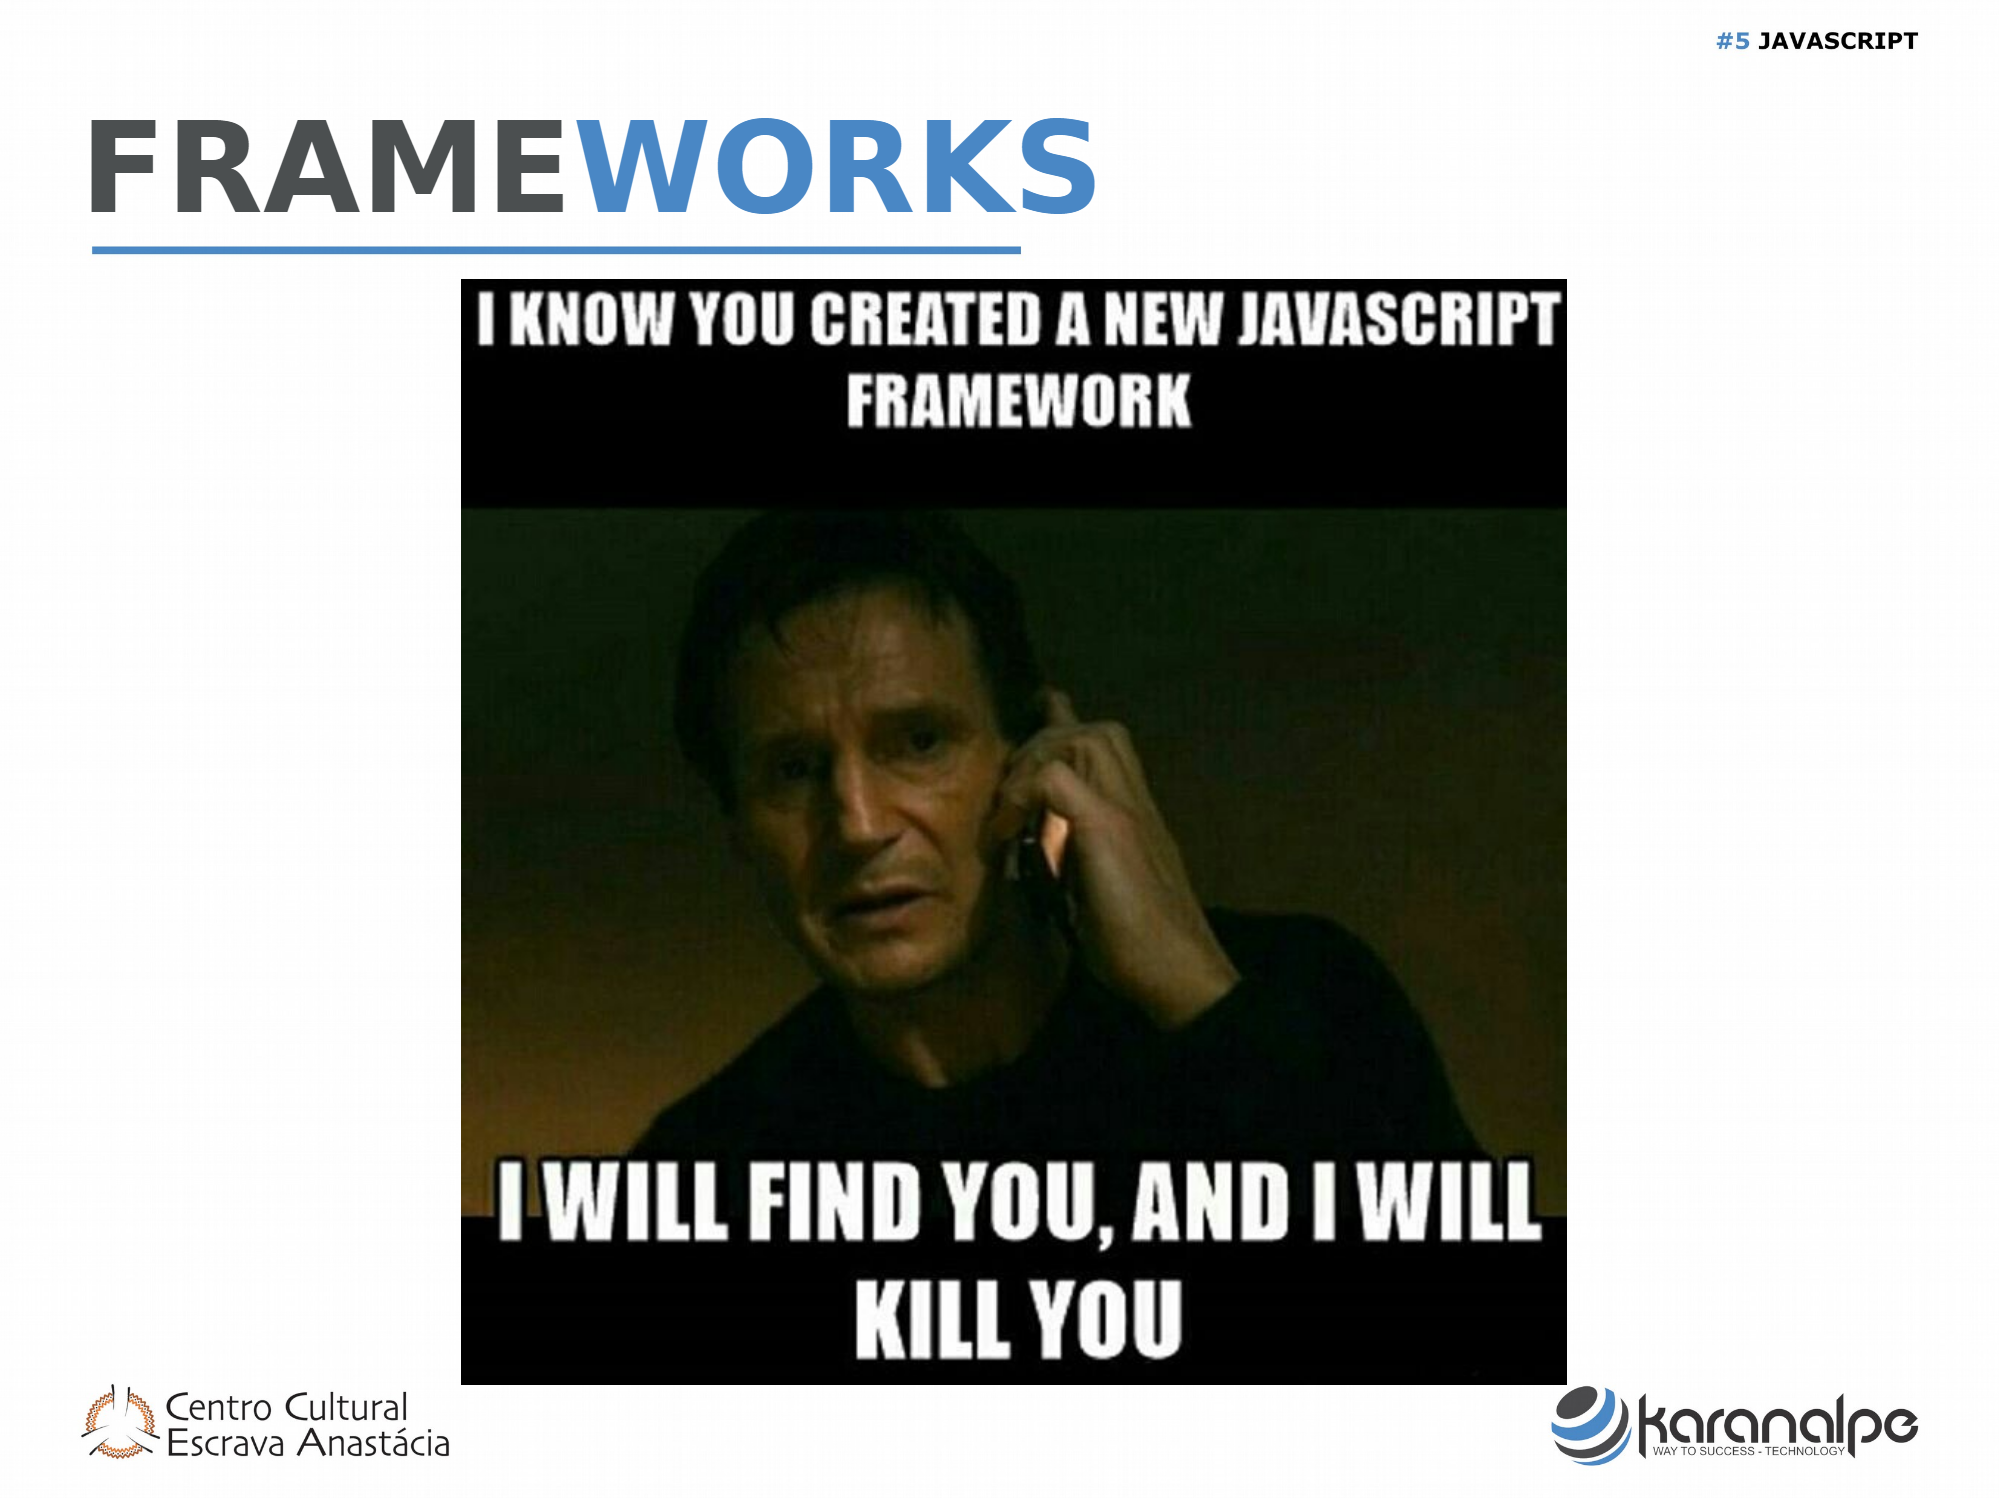 #5 JAVASCRIPT
FRAMEWORKS
I KNOW YOU CREATED A NEW JAVASCRIPT
FRAMEWORK
I WILL FIND YOU, AND I WILL
KILL YOU
Centro Cultural
Escrava Anastácia
karanalpe
WAY TO SUCCESS - TECHNOLOGY